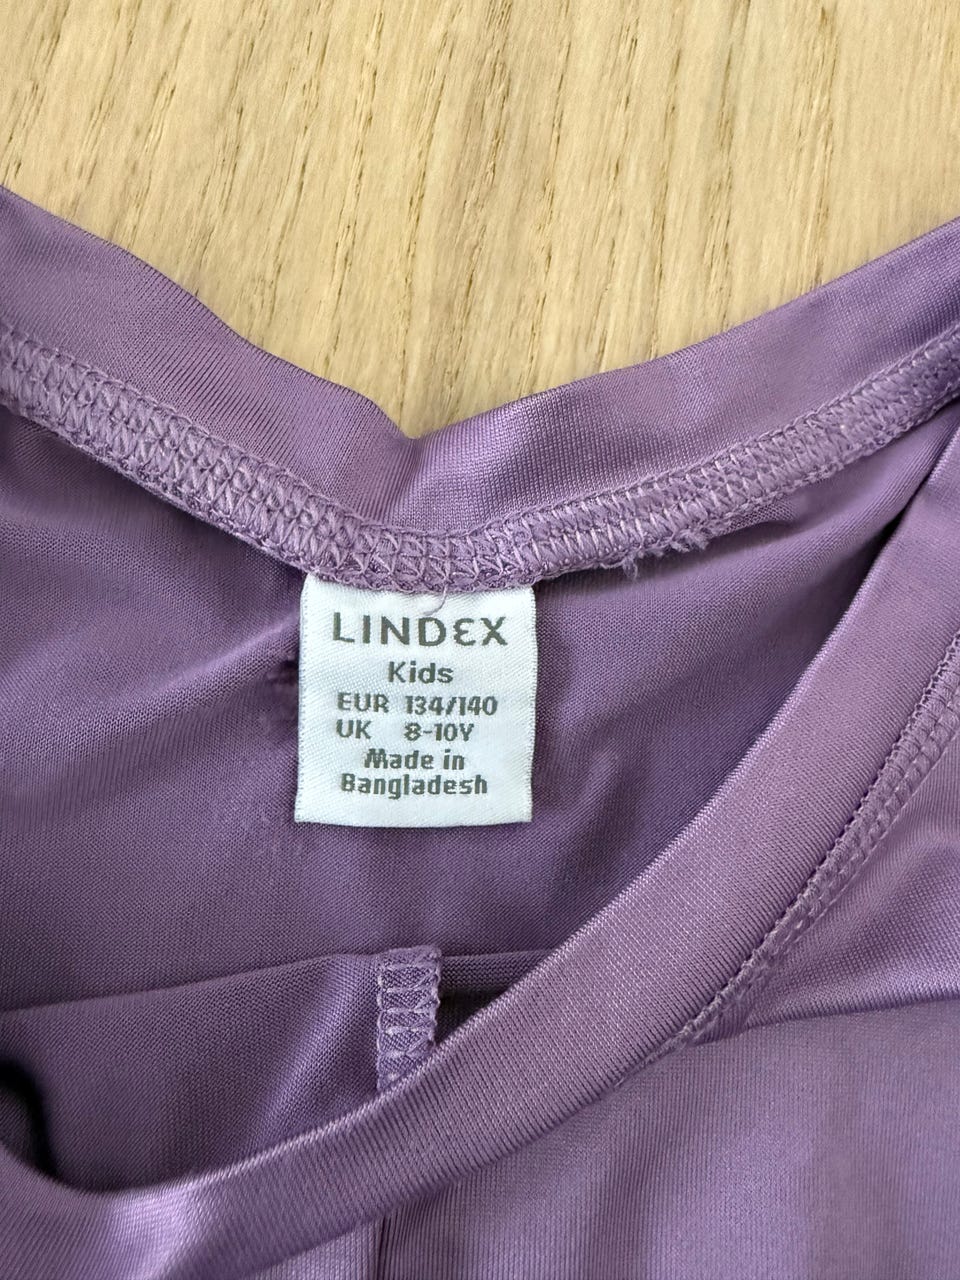 LINDEX
Kids
EUR 134/140
UK 8-10Y
Made in
Bangladesh